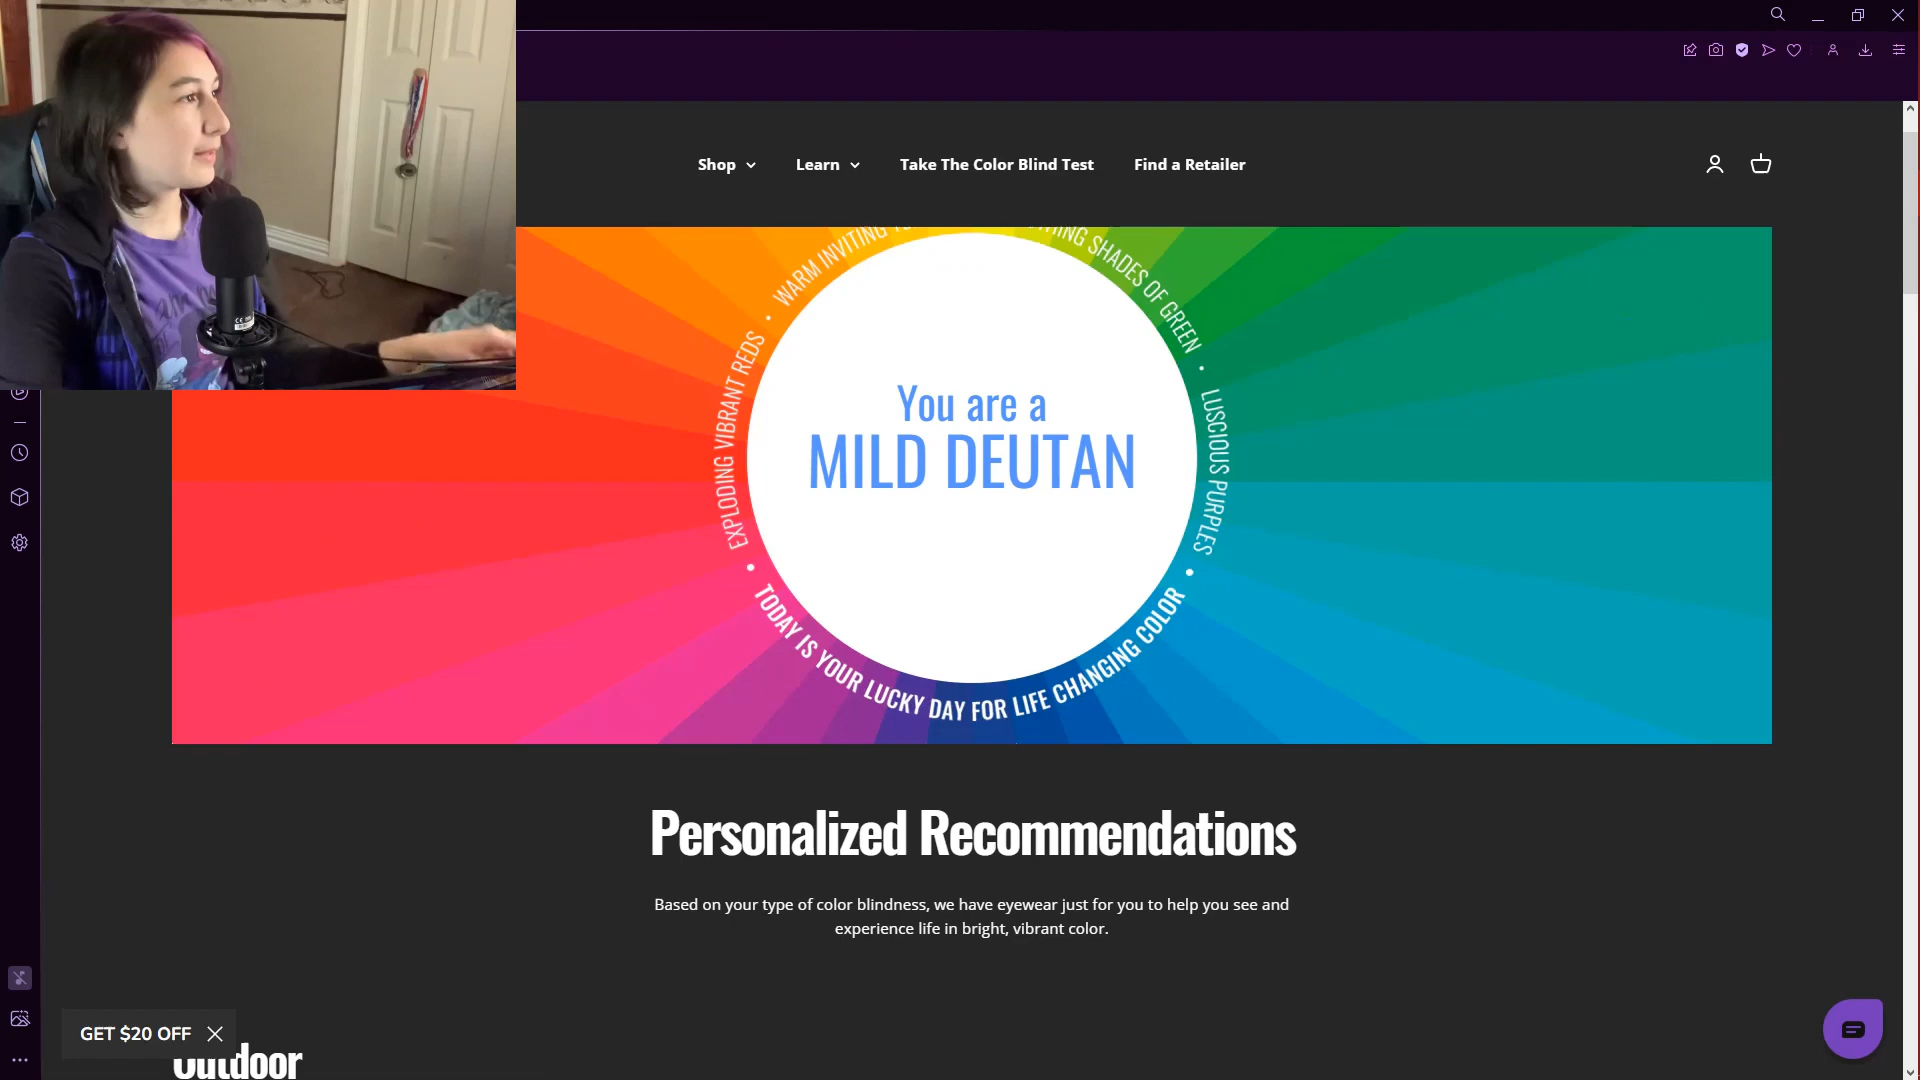 Shop
Learn
Take The Color Blind Test
Find a Retailer
WARM INVITING
SHADES OF GREEN
EXPLODING VIBRANT REDS
LUSCIOUS PURPLES
You are a
MILD DEUTAN
TODAY IS YOUR LUCKY DAY FOR LIFE CHANGING COLOR
Personalized Recommendations
Based on your type of color blindness, we have eyewear just for you to help you see and
experience life in bright, vibrant color.
GET $20 OFF
Outdoor